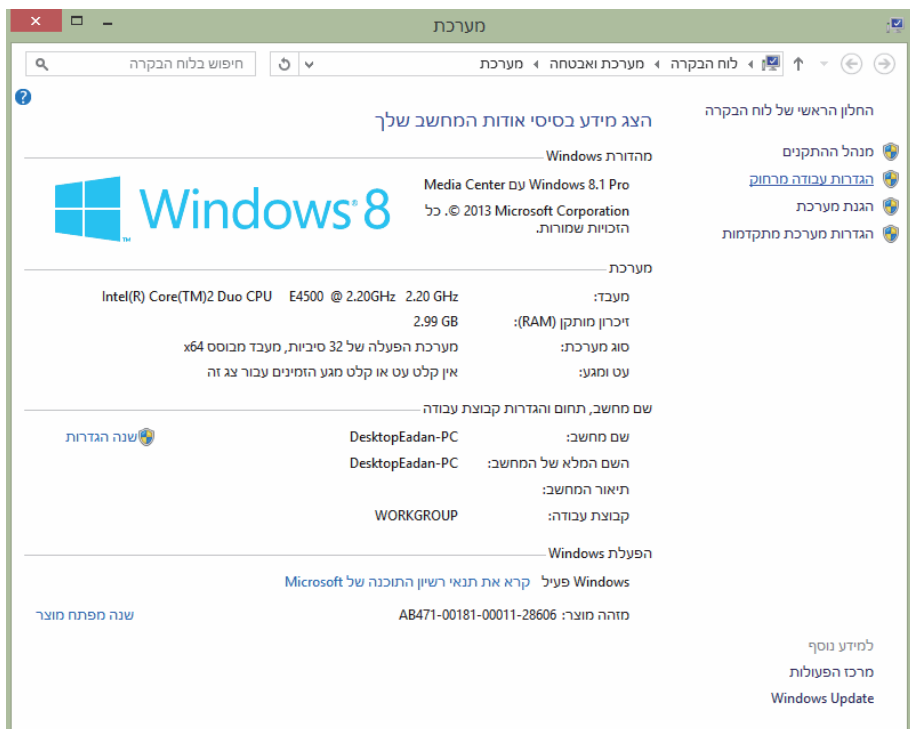 מערכת
לוח הבקרה מערכת ואבטחה מערכת
חיפוש בלוח הבקרה
החלון הראשי של לוח הבקרה
מנהל ההתקנים
הגדרות עבודה מרחוק
הגנת מערכת
הגדרות מערכת מתקדמות
הצג מידע בסיסי אודות המחשב שלך
מהדורת Windows
Windows 8.1 Pro עם Media Center
© 2013 Microsoft Corporation. כל
הזכויות שמורות.
Windows® 8™
מערכת
מעבד: Intel(R) Core(TM)2 Duo CPU E4500 @ 2.20GHz 2.20 GHz
זיכרון מותקן (RAM): 2.99 GB
סוג מערכת: מערכת הפעלה של 32 סיביות, מעבד מבוסס x64
עט ומגע: אין קלט עט או קלט מגע הזמינים עבור צג זה
שם מחשב, תחום והגדרות קבוצת עבודה
שם מחשב: DesktopEadan-PC שנה הגדרות
השם המלא של המחשב: DesktopEadan-PC
תיאור המחשב:
קבוצת עבודה: WORKGROUP
הפעלת Windows
Windows פעיל קרא את תנאי רשיון התוכנה של Microsoft
מזהה מוצר: AB471-00181-00011-28606 שנה מפתח מוצר
למידע נוסף
מרכז הפעולות
Windows Update